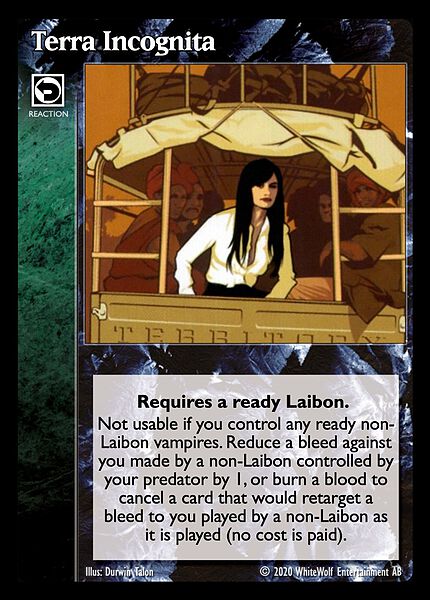 Terra Incognita
REACTION
TERRITORY
Requires a ready Laibon.
Not usable if you control any ready non-
Laibon vampires. Reduce a bleed against
you made by a non-Laibon controlled by
your predator by 1, or burn a blood to
cancel a card that would retarget a
bleed to you played by a non-Laibon as
it is played (no cost is paid).
Illus: Durwin Talon © 2020 WhiteWolf Entertainment AB